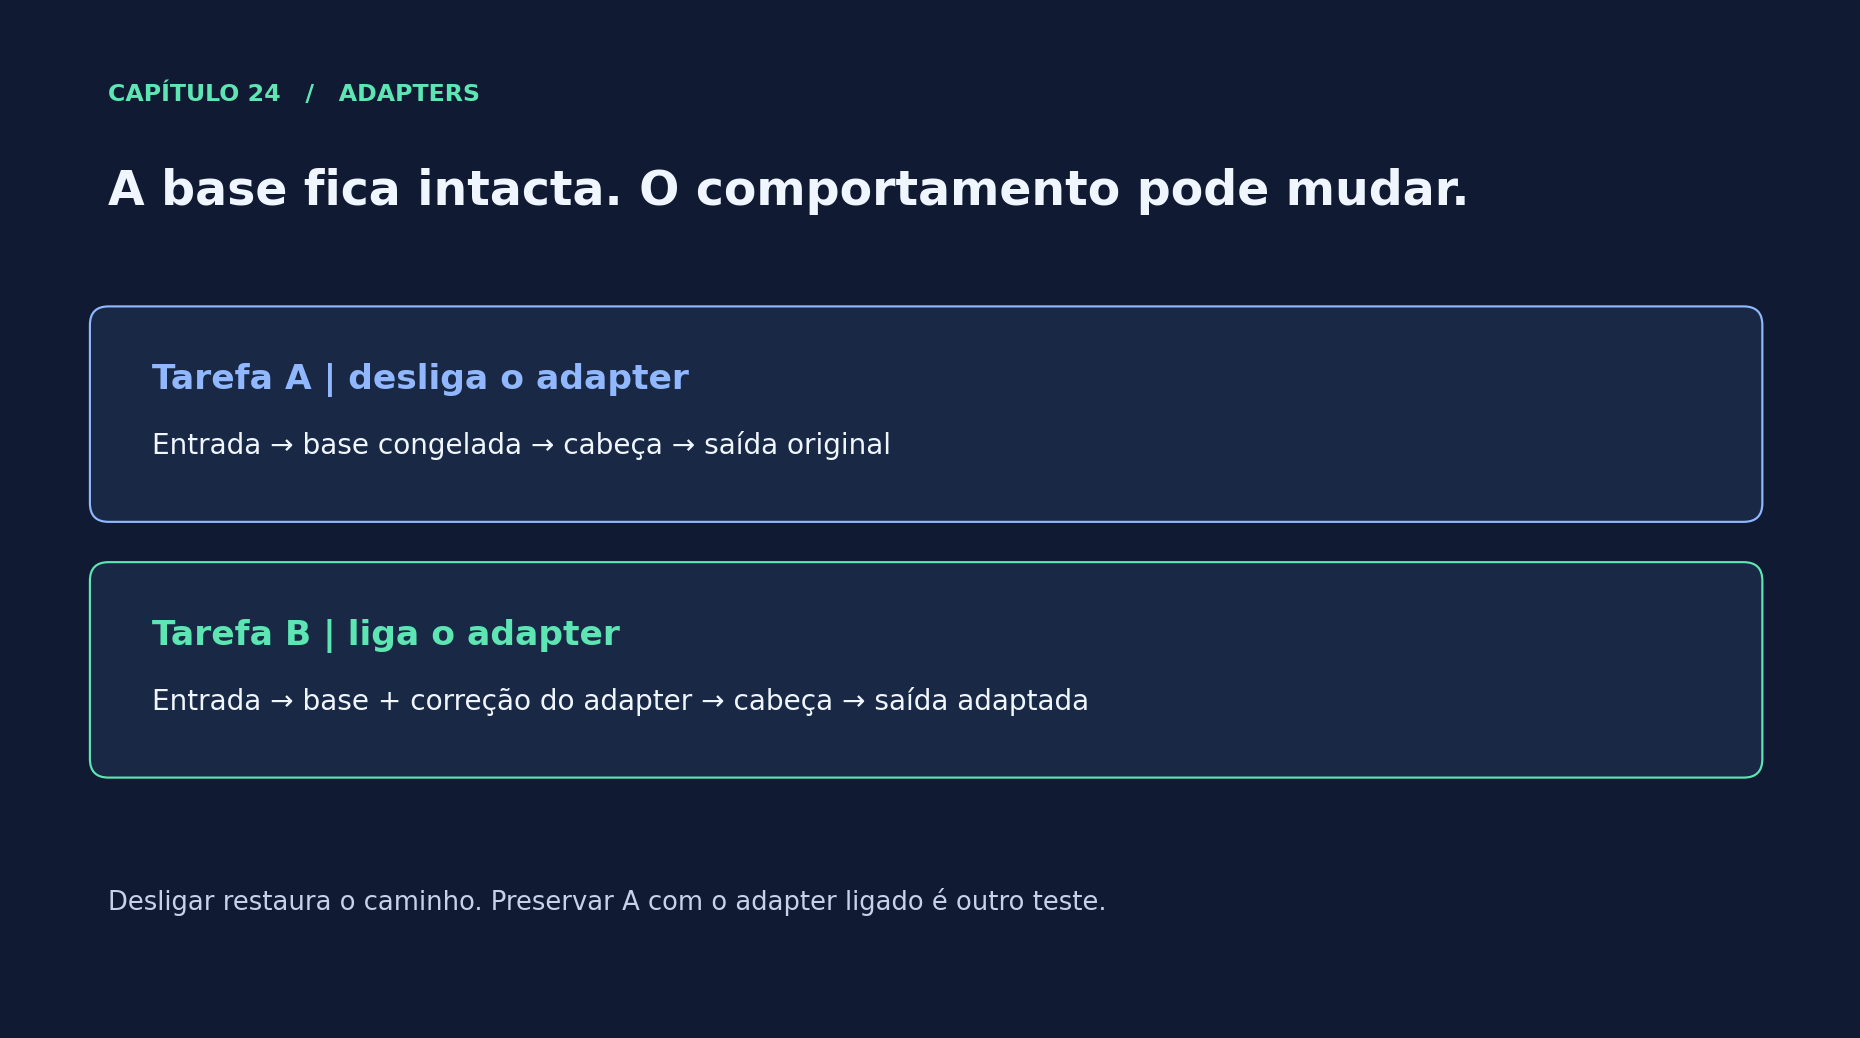 CAPÍTULO 24 / ADAPTERS
A base fica intacta. O comportamento pode mudar.
Tarefa A | desliga o adapter
Entrada → base congelada → cabeça → saída original
Tarefa B | liga o adapter
Entrada → base + correção do adapter → cabeça → saída adaptada
Desligar restaura o caminho. Preservar A com o adapter ligado é outro teste.